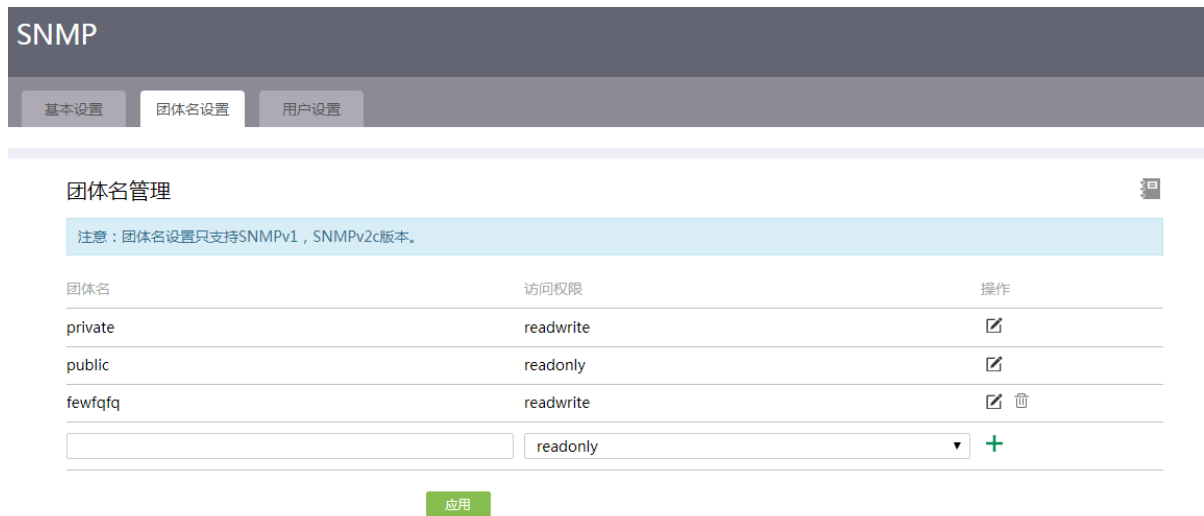 SNMP
基本设置 团体名设置 用户设置
团体名管理
注意：团体名设置只支持SNMPv1，SNMPv2c版本。
团体名 访问权限 操作
private readwrite
public readonly
fewfqfq readwrite
readonly
应用